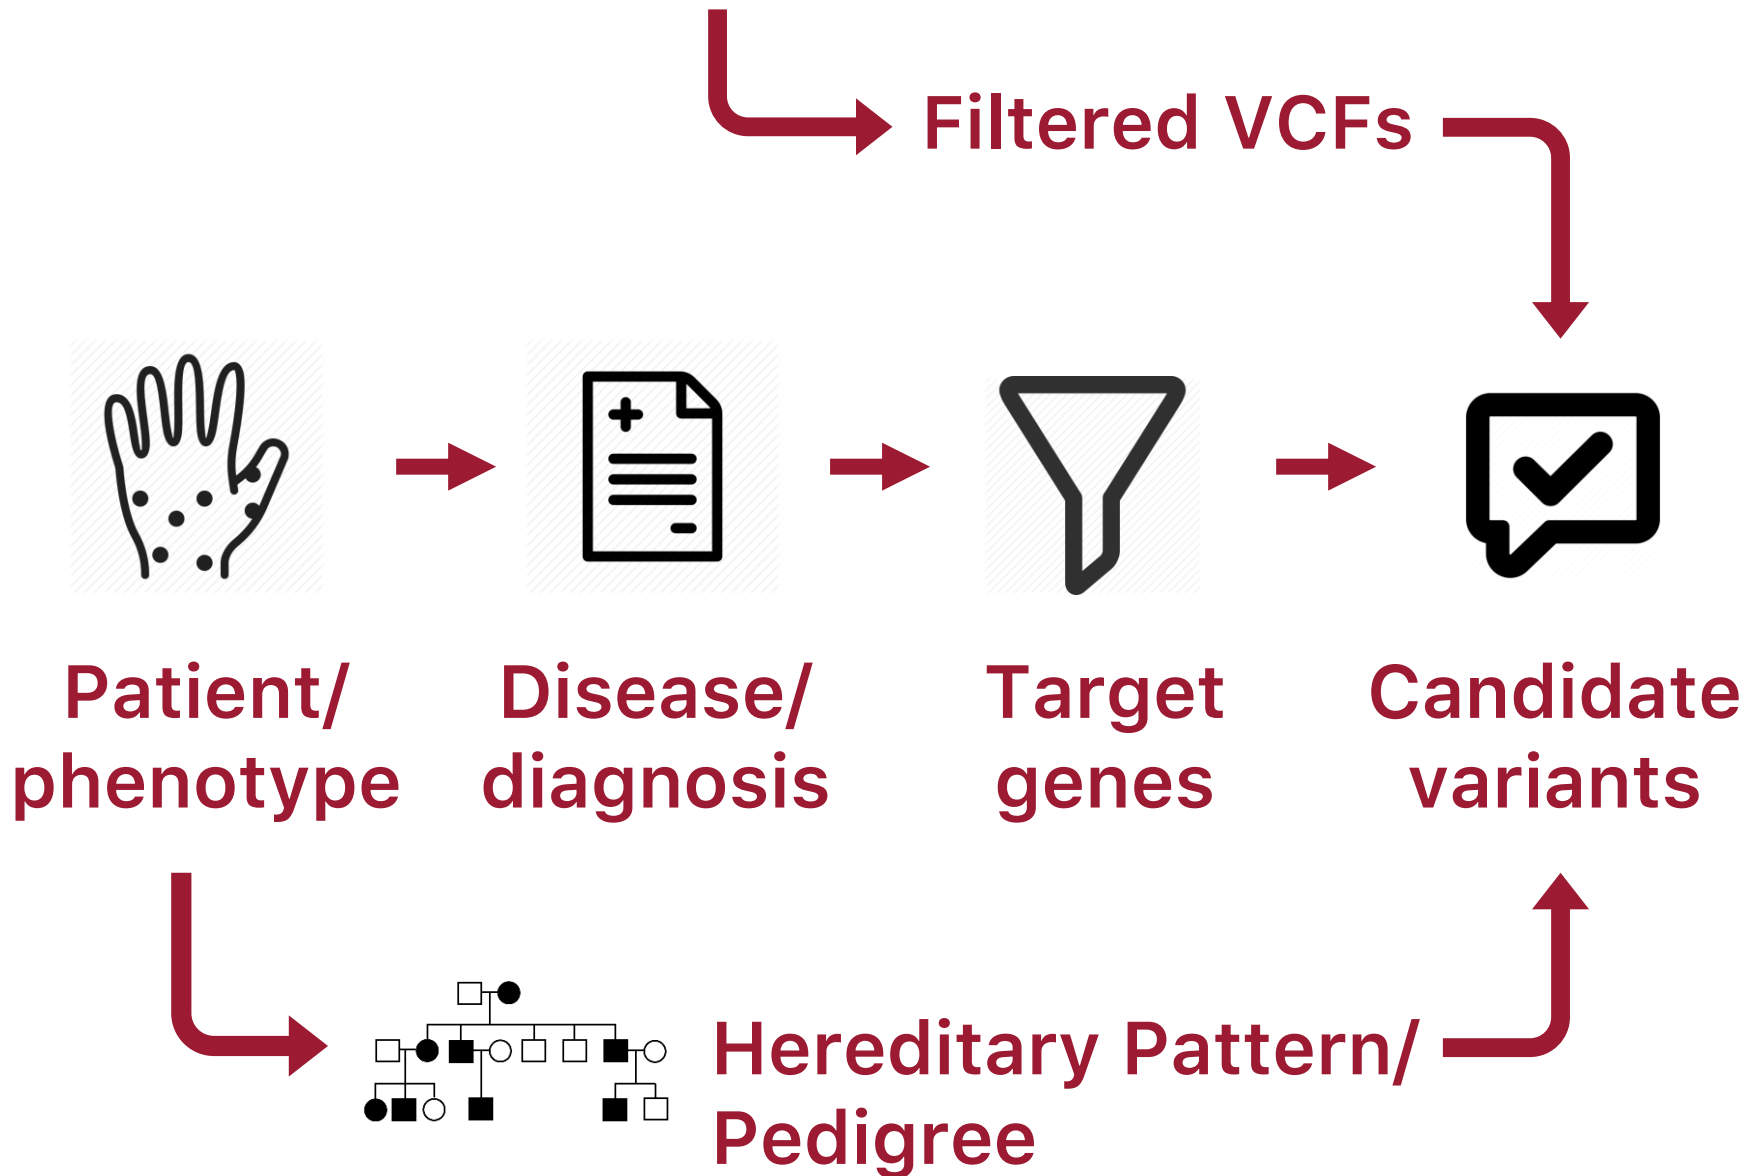 Filtered VCFs
Patient/
phenotype
Disease/
diagnosis
Target
genes
Candidate
variants
Hereditary Pattern/
Pedigree